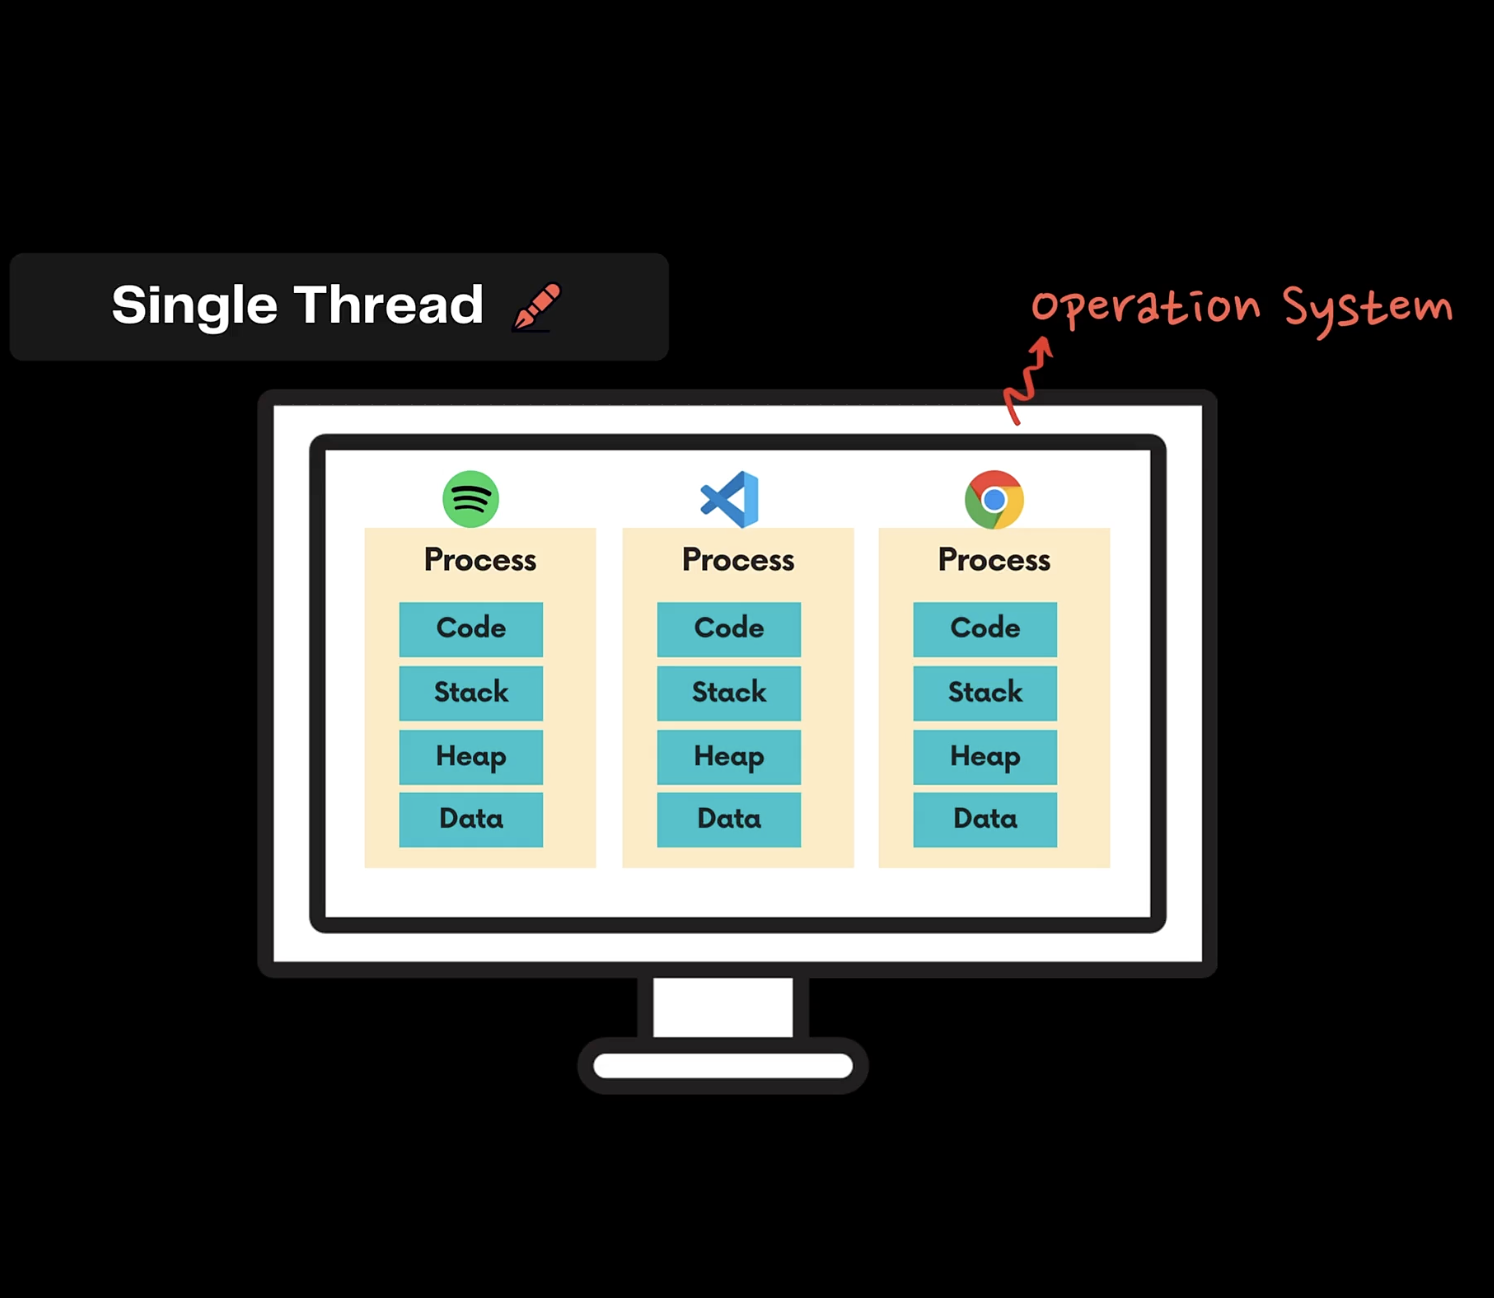 Single Thread
Operation System
Process
Code
Stack
Heap
Data
Process
Code
Stack
Heap
Data
Process
Code
Stack
Heap
Data